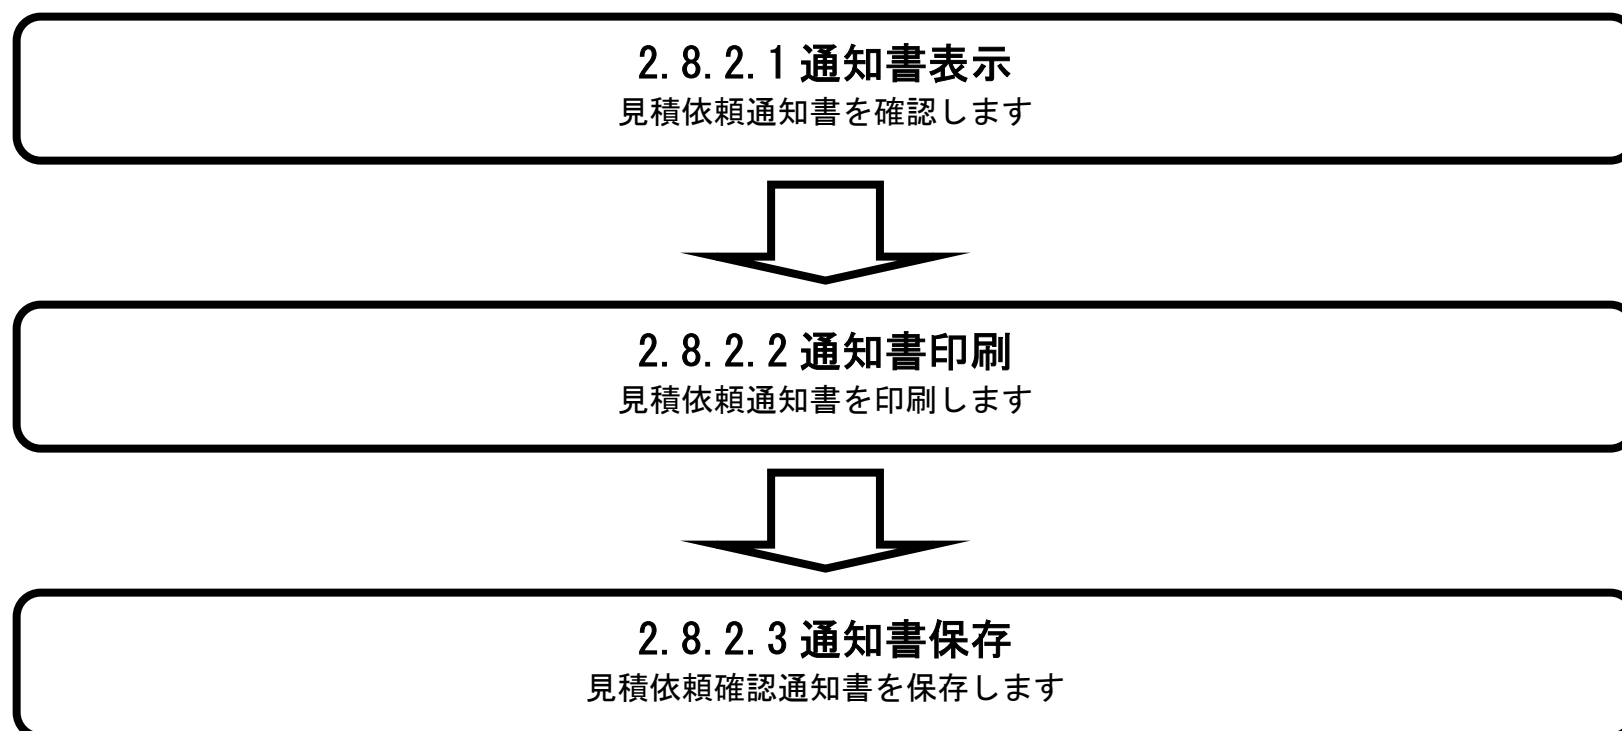 2.8.2.1 通知書表示
見積依頼通知書を確認します
2.8.2.2 通知書印刷
見積依頼通知書を印刷します
2.8.2.3 通知書保存
見積依頼確認通知書を保存します